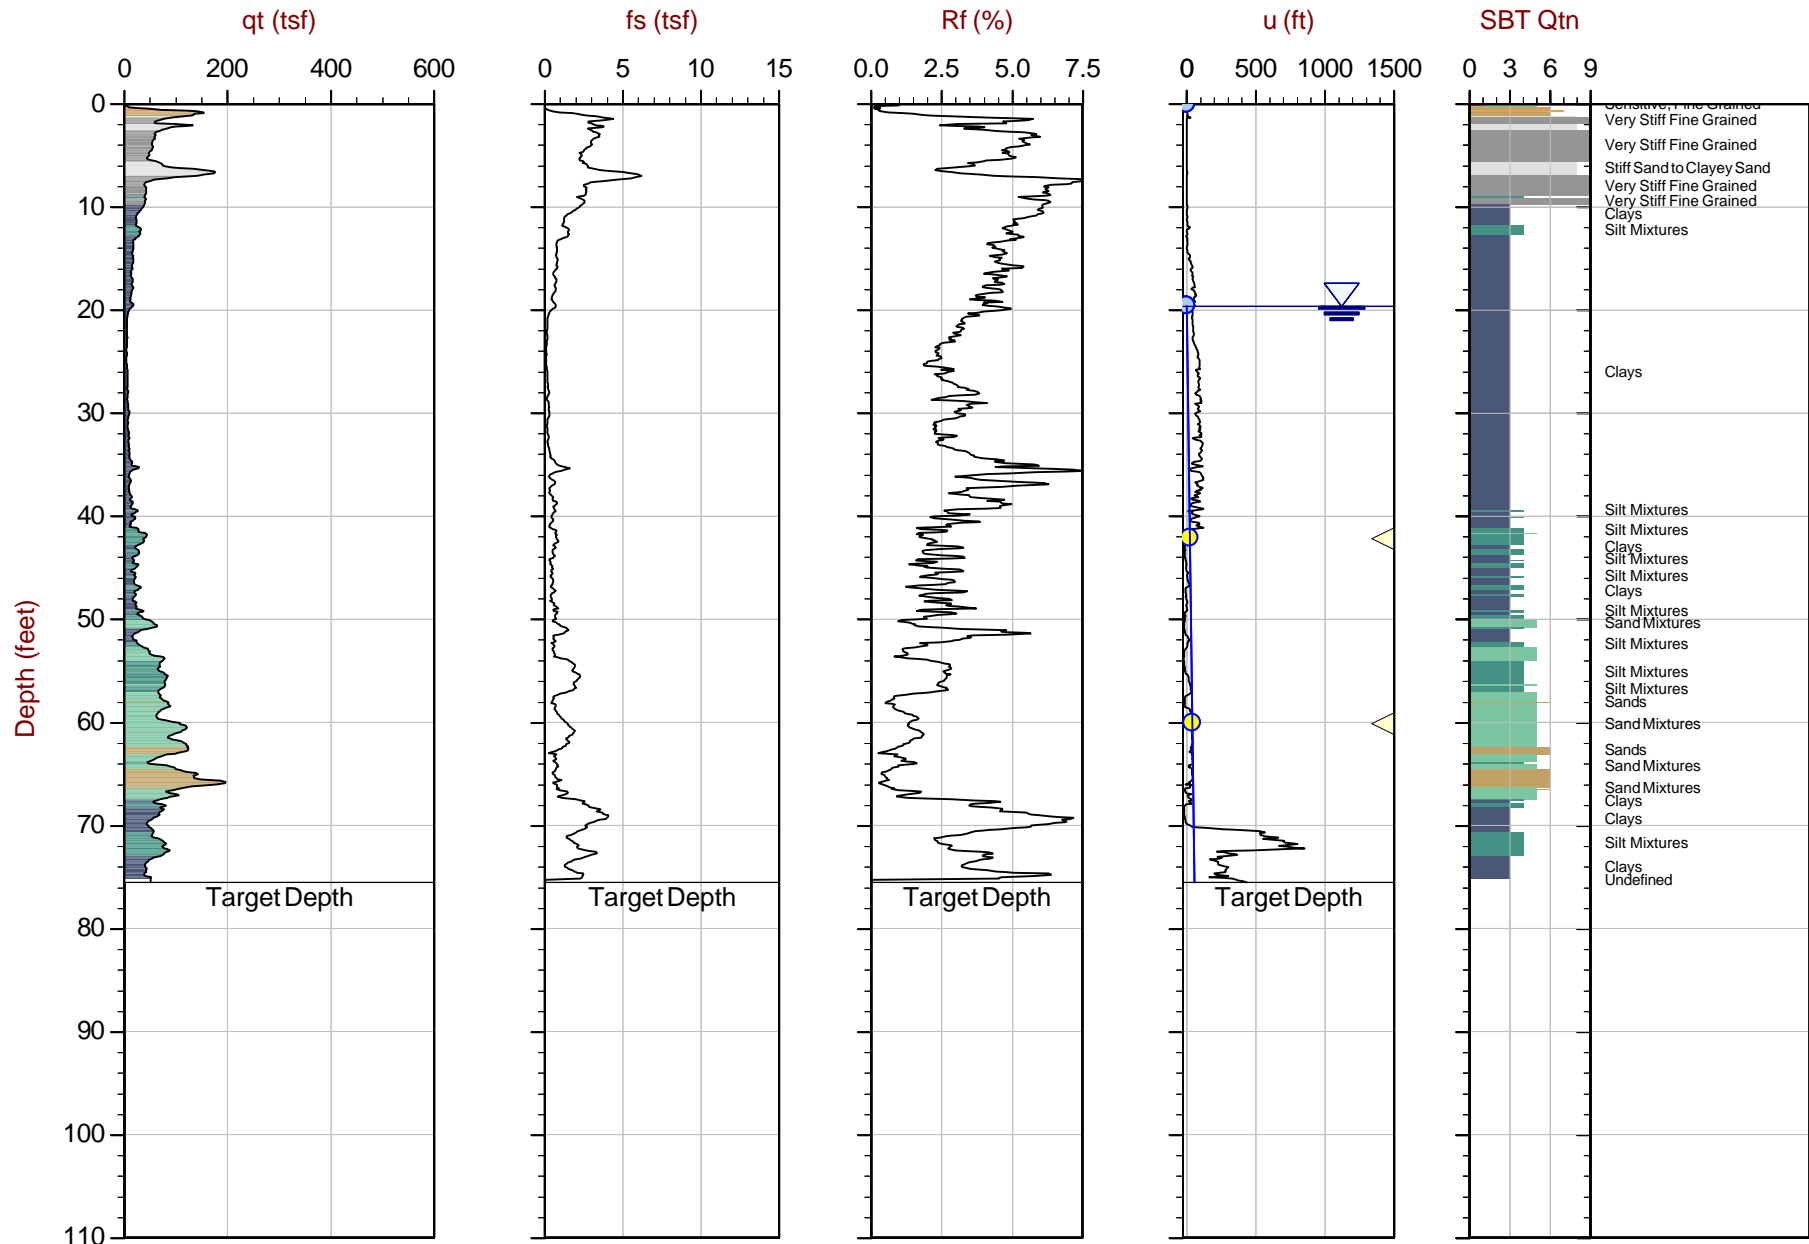 qt (tsf) fs (tsf) Rf (%) u (ft) SBT Qtn
0 200 400 600 0 5 10 15 0.0 2.5 5.0 7.5 0 500 1000 1500 0 3 6 9
Depth (feet)
0
10
20
30
40
50
60
70
80
90
100
110
Sensitive, Fine Grained
Very Stiff Fine Grained
Very Stiff Fine Grained
Stiff Sand to Clayey Sand
Very Stiff Fine Grained
Very Stiff Fine Grained
Clays
Silt Mixtures
Clays
Silt Mixtures
Silt Mixtures
Clays
Silt Mixtures
Silt Mixtures
Clays
Silt Mixtures
Sand Mixtures
Silt Mixtures
Silt Mixtures
Silt Mixtures
Sands
Sand Mixtures
Sands
Sand Mixtures
Sand Mixtures
Clays
Clays
Silt Mixtures
Clays
Undefined
Target Depth Target Depth Target Depth Target Depth